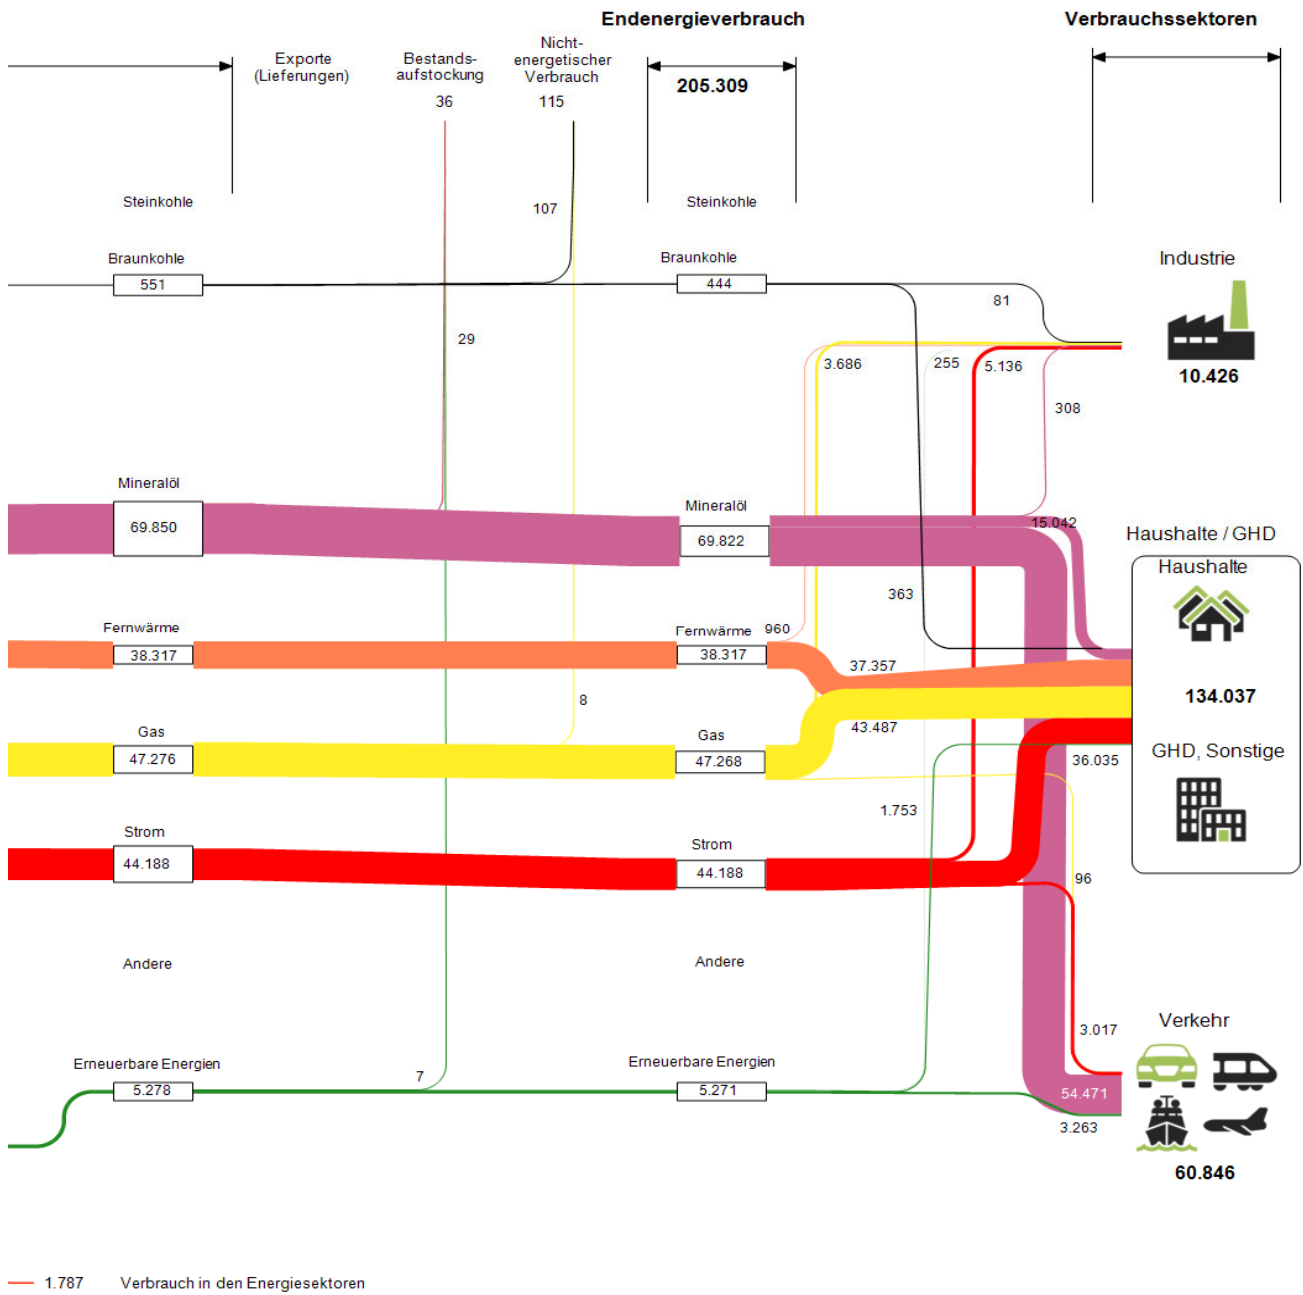 Endenergieverbrauch
Verbrauchssektoren
Exporte
(Lieferungen)
Bestands-
aufstockung
36
Nicht-
energetischer
Verbrauch
115
205.309
Steinkohle
107
Steinkohle
Braunkohle
551
Braunkohle
444
Industrie
81
29
3.686
255
5.136
10.426
308
Mineralöl
69.850
Mineralöl
69.822
15.042
Haushalte / GHD
Haushalte
363
Fernwärme
38.317
Fernwärme
38.317
960
37.357
134.037
8
43.487
Gas
47.276
Gas
47.268
36.035
GHD, Sonstige
1.753
Strom
44.188
Strom
44.188
96
Andere
Andere
3.017
Verkehr
Erneuerbare Energien
5.278
7
Erneuerbare Energien
5.271
54.471
3.263
60.846
1.787 Verbrauch in den Energiesektoren